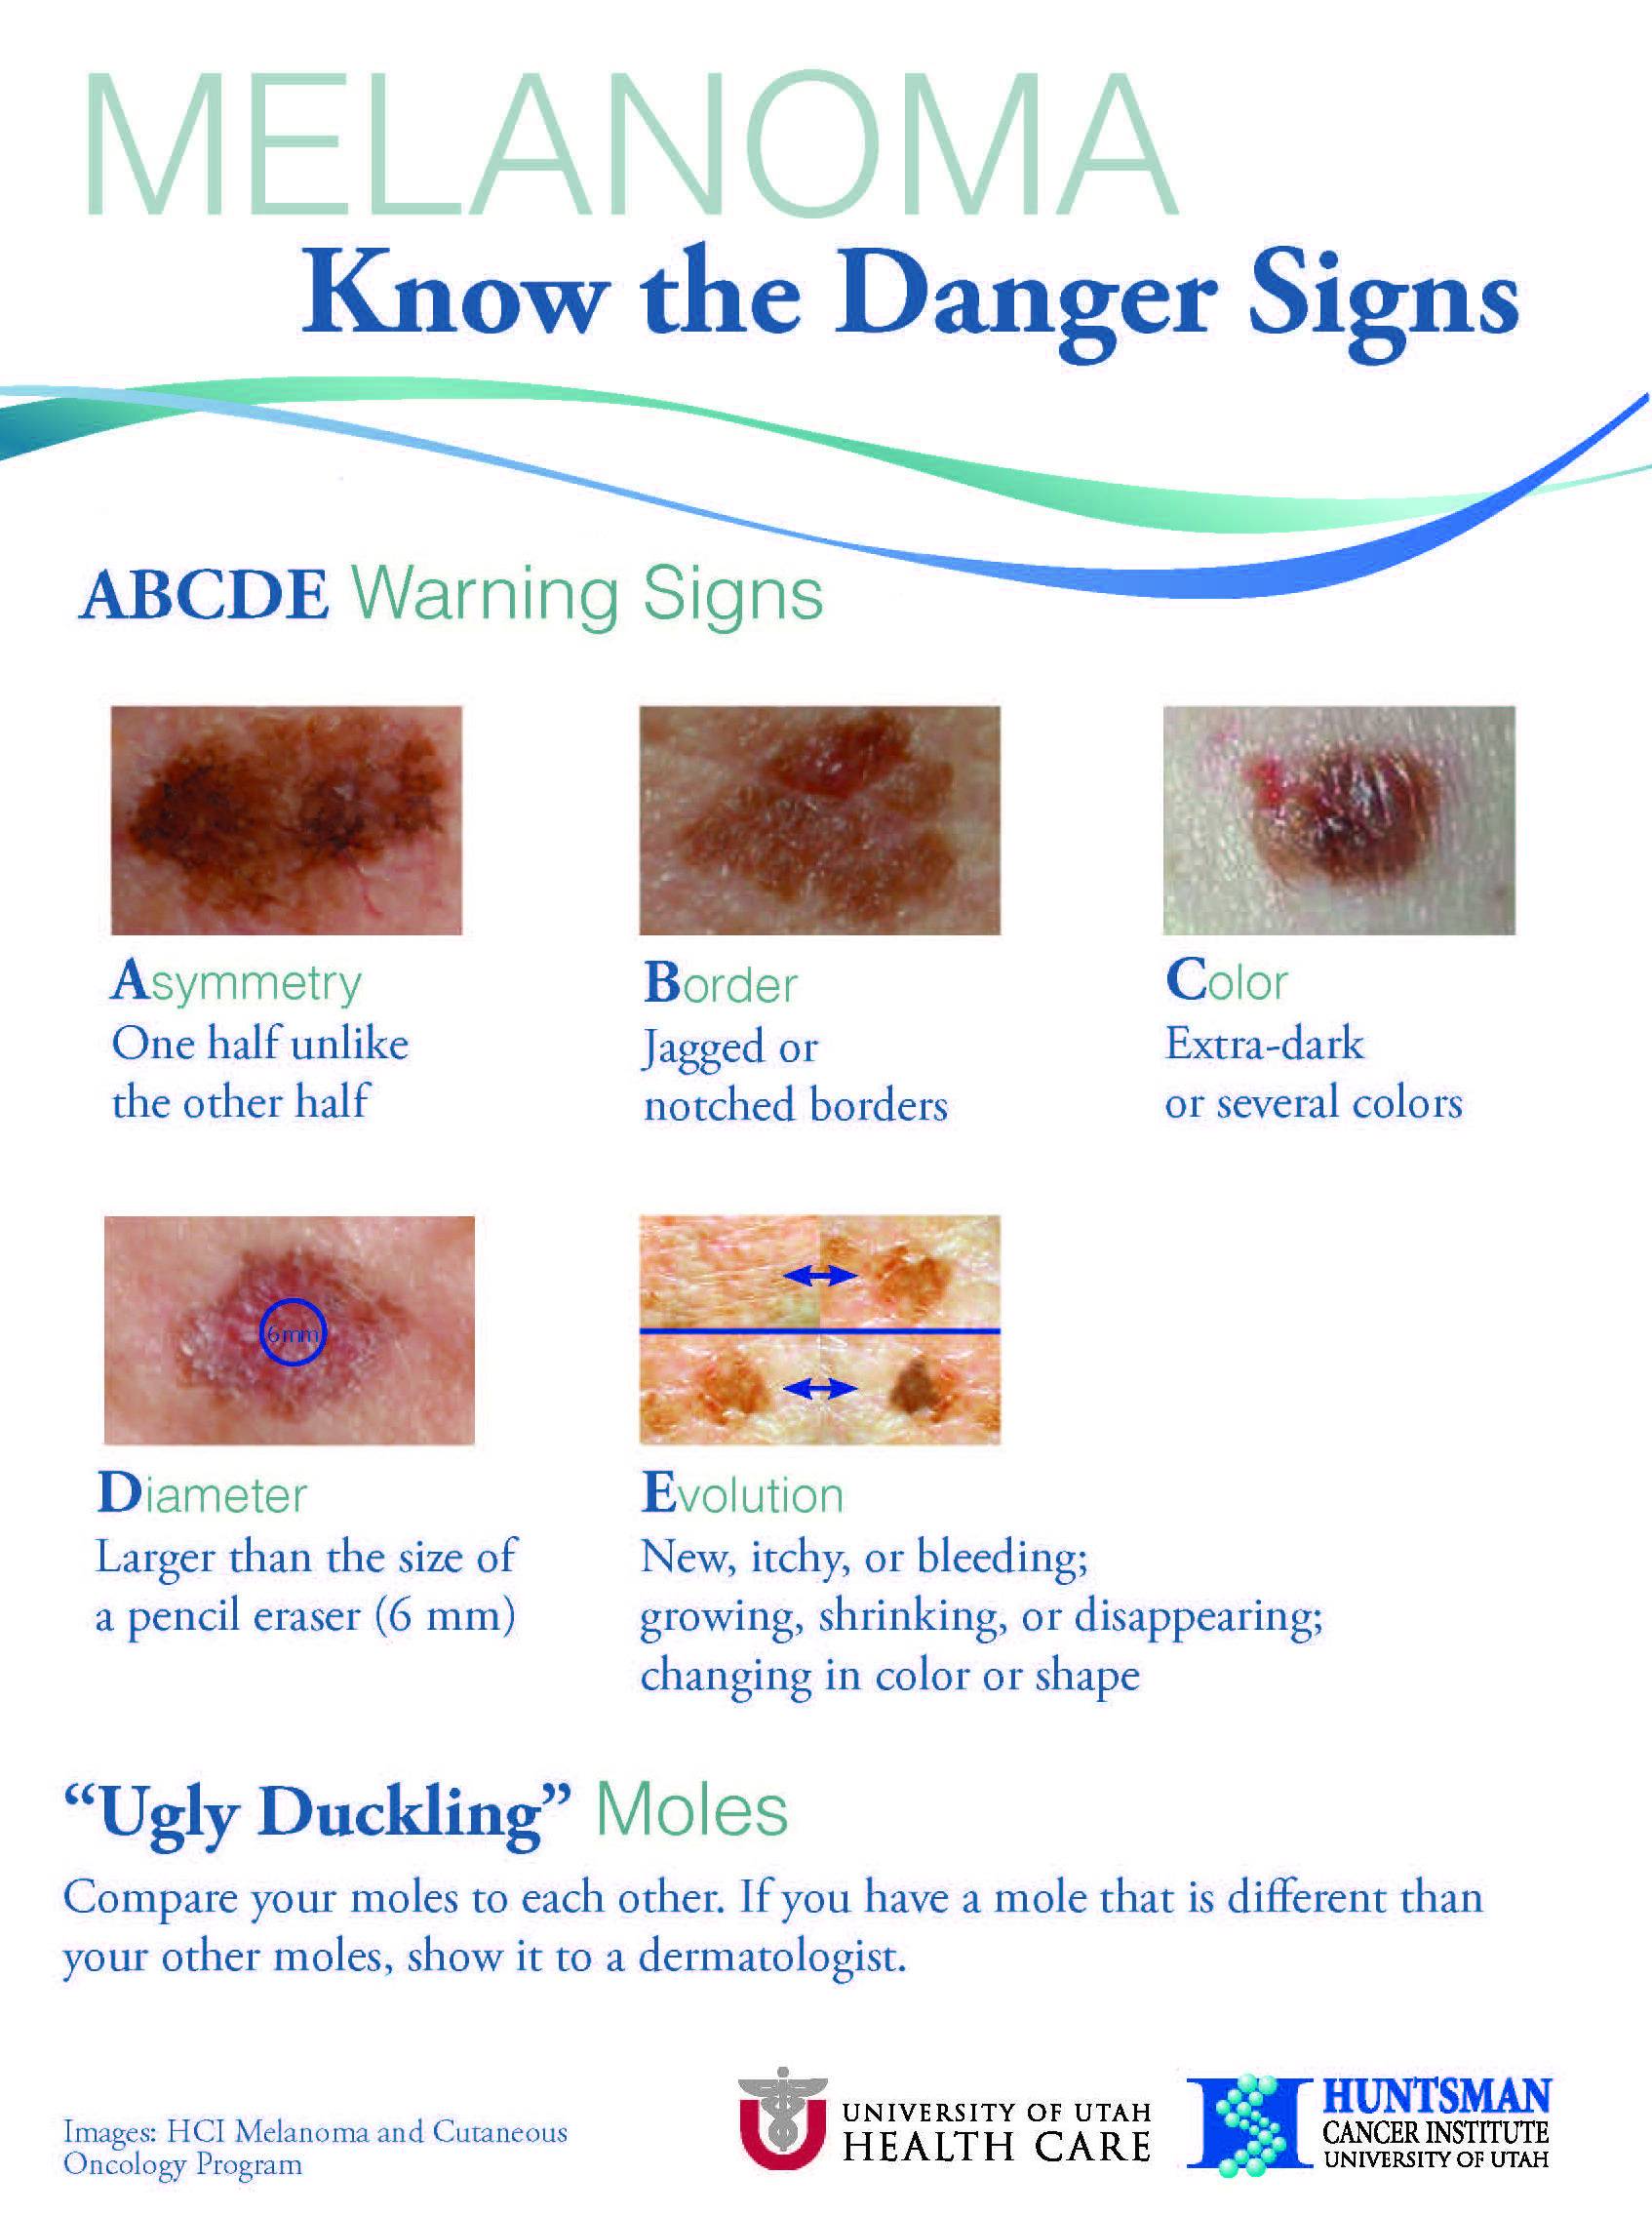 MELANOMA
Know the Danger Signs
ABCDE Warning Signs
Asymmetry
One half unlike
the other half
Border
Jagged or
notched borders
Color
Extra-dark
or several colors
6 mm
Diameter
Larger than the size of
a pencil eraser (6 mm)
Evolution
New, itchy, or bleeding;
growing, shrinking, or disappearing;
changing in color or shape
“Ugly Duckling” Moles
Compare your moles to each other. If you have a mole that is different than
your other moles, show it to a dermatologist.
Images: HCI Melanoma and Cutaneous
Oncology Program
UNIVERSITY OF UTAH
HEALTH CARE
HUNTSMAN
CANCER INSTITUTE
UNIVERSITY OF UTAH